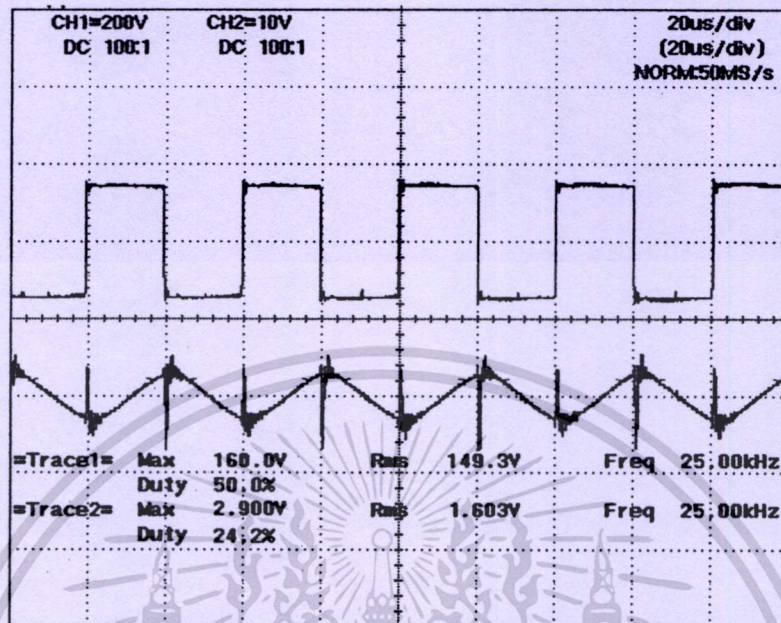 CH1=200V CH2=10V 20us/div
DC 100:1 DC 100:1 (20us/div)
NORM:50MS/s
=Trace1= Max 160.0V Rms 149.3V Freq 25.00kHz
Duty 50.0%
=Trace2= Max 2.900V Rms 1.603V Freq 25.00kHz
Duty 24.2%